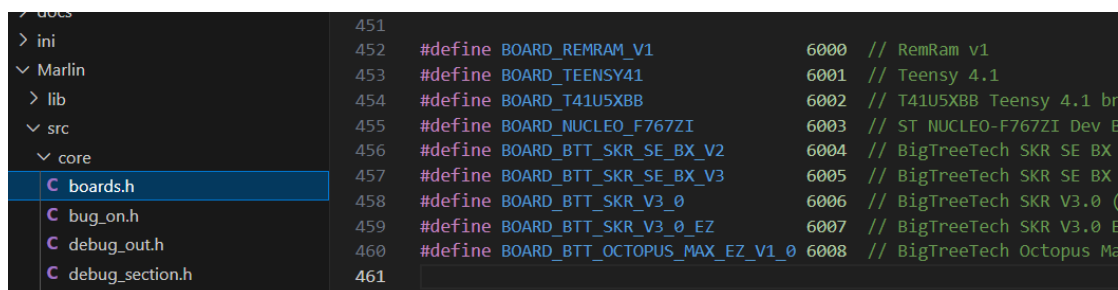 docs
> ini
Marlin
> lib
src
core
C boards.h
C bug_on.h
C debug_out.h
C debug_section.h
451
452 #define BOARD_REMRAM_V1 6000 // RemRam v1
453 #define BOARD_TEENSY41 6001 // Teensy 4.1
454 #define BOARD_T41U5XBB 6002 // T41U5XBB Teensy 4.1 br
455 #define BOARD_NUCLEO_F767ZI 6003 // ST NUCLEO-F767ZI Dev B
456 #define BOARD_BTT_SKR_SE_BX_V2 6004 // BigTreeTech SKR SE BX
457 #define BOARD_BTT_SKR_SE_BX_V3 6005 // BigTreeTech SKR SE BX
458 #define BOARD_BTT_SKR_V3_0 6006 // BigTreeTech SKR V3.0 (
459 #define BOARD_BTT_SKR_V3_0_EZ 6007 // BigTreeTech SKR V3.0 E
460 #define BOARD_BTT_OCTOPUS_MAX_EZ_V1_0 6008 // BigTreeTech Octopus Ma
461